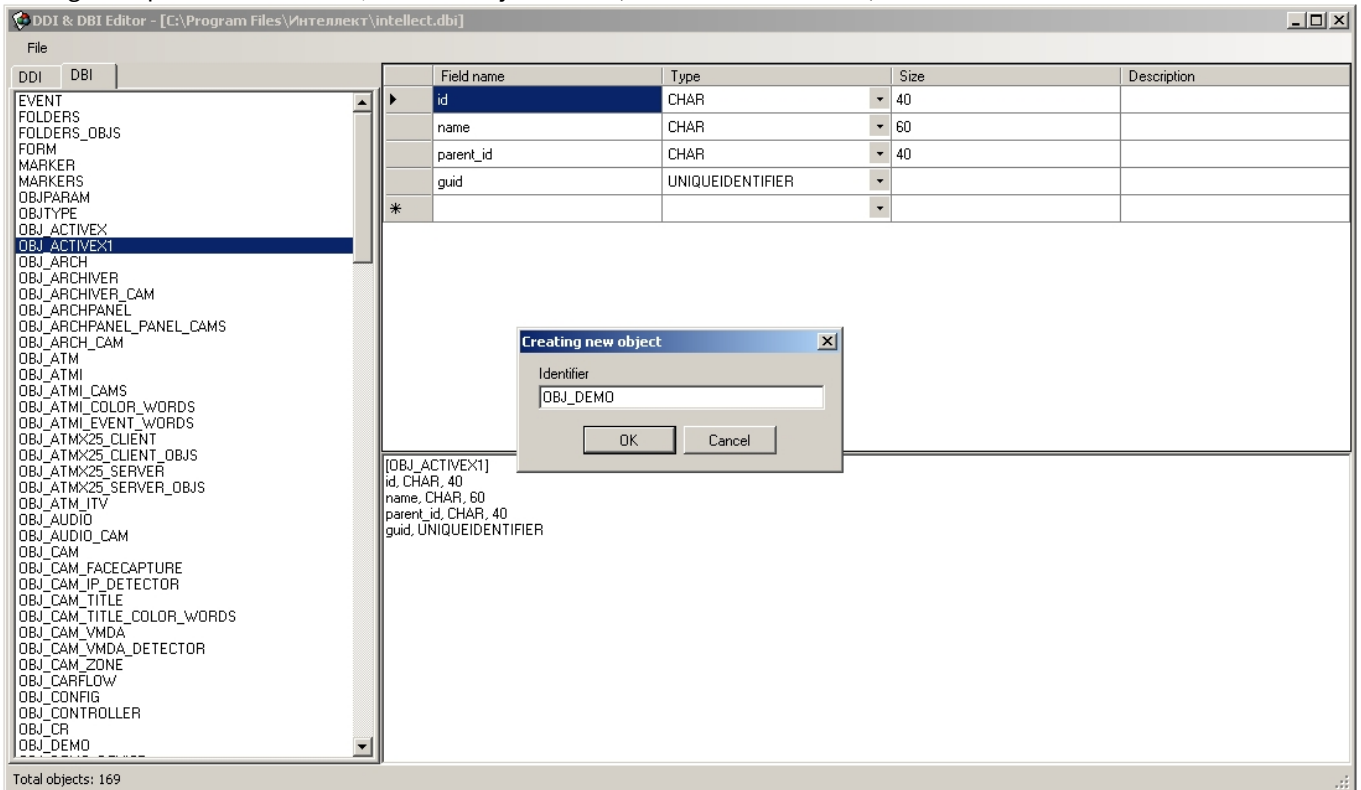 DDI & DBI Editor - [C:\Program Files\Интеллект\intellect.dbi]
File
DDI DBI
EVENT
FOLDERS
FOLDERS_OBJS
FORM
MARKER
MARKERS
OBJPARAM
OBJTYPE
OBJ_ACTIVEX
OBJ_ACTIVEX1
OBJ_ARCH
OBJ_ARCHIVER
OBJ_ARCHIVER_CAM
OBJ_ARCHPANEL
OBJ_ARCHPANEL_PANEL_CAMS
OBJ_ARCH_CAM
OBJ_ATM
OBJ_ATMI
OBJ_ATMI_CAMS
OBJ_ATMI_COLOR_WORDS
OBJ_ATMI_EVENT_WORDS
OBJ_ATMX25_CLIENT
OBJ_ATMX25_CLIENT_OBJS
OBJ_ATMX25_SERVER
OBJ_ATMX25_SERVER_OBJS
OBJ_ATM_ITV
OBJ_AUDIO
OBJ_AUDIO_CAM
OBJ_CAM
OBJ_CAM_FACECAPTURE
OBJ_CAM_IP_DETECTOR
OBJ_CAM_TITLE
OBJ_CAM_TITLE_COLOR_WORDS
OBJ_CAM_VMDA
OBJ_CAM_VMDA_DETECTOR
OBJ_CAM_ZONE
OBJ_CARFLOW
OBJ_CONFIG
OBJ_CONTROLLER
OBJ_CR
OBJ_DEMO
Field name Type Size Description
id CHAR 40
name CHAR 60
parent_id CHAR 40
guid UNIQUEIDENTIFIER
Creating new object
Identifier
OBJ_DEMO
OK Cancel
[OBJ_ACTIVEX1]
id, CHAR, 40
name, CHAR, 60
parent_id, CHAR, 40
guid, UNIQUEIDENTIFIER
Total objects: 169